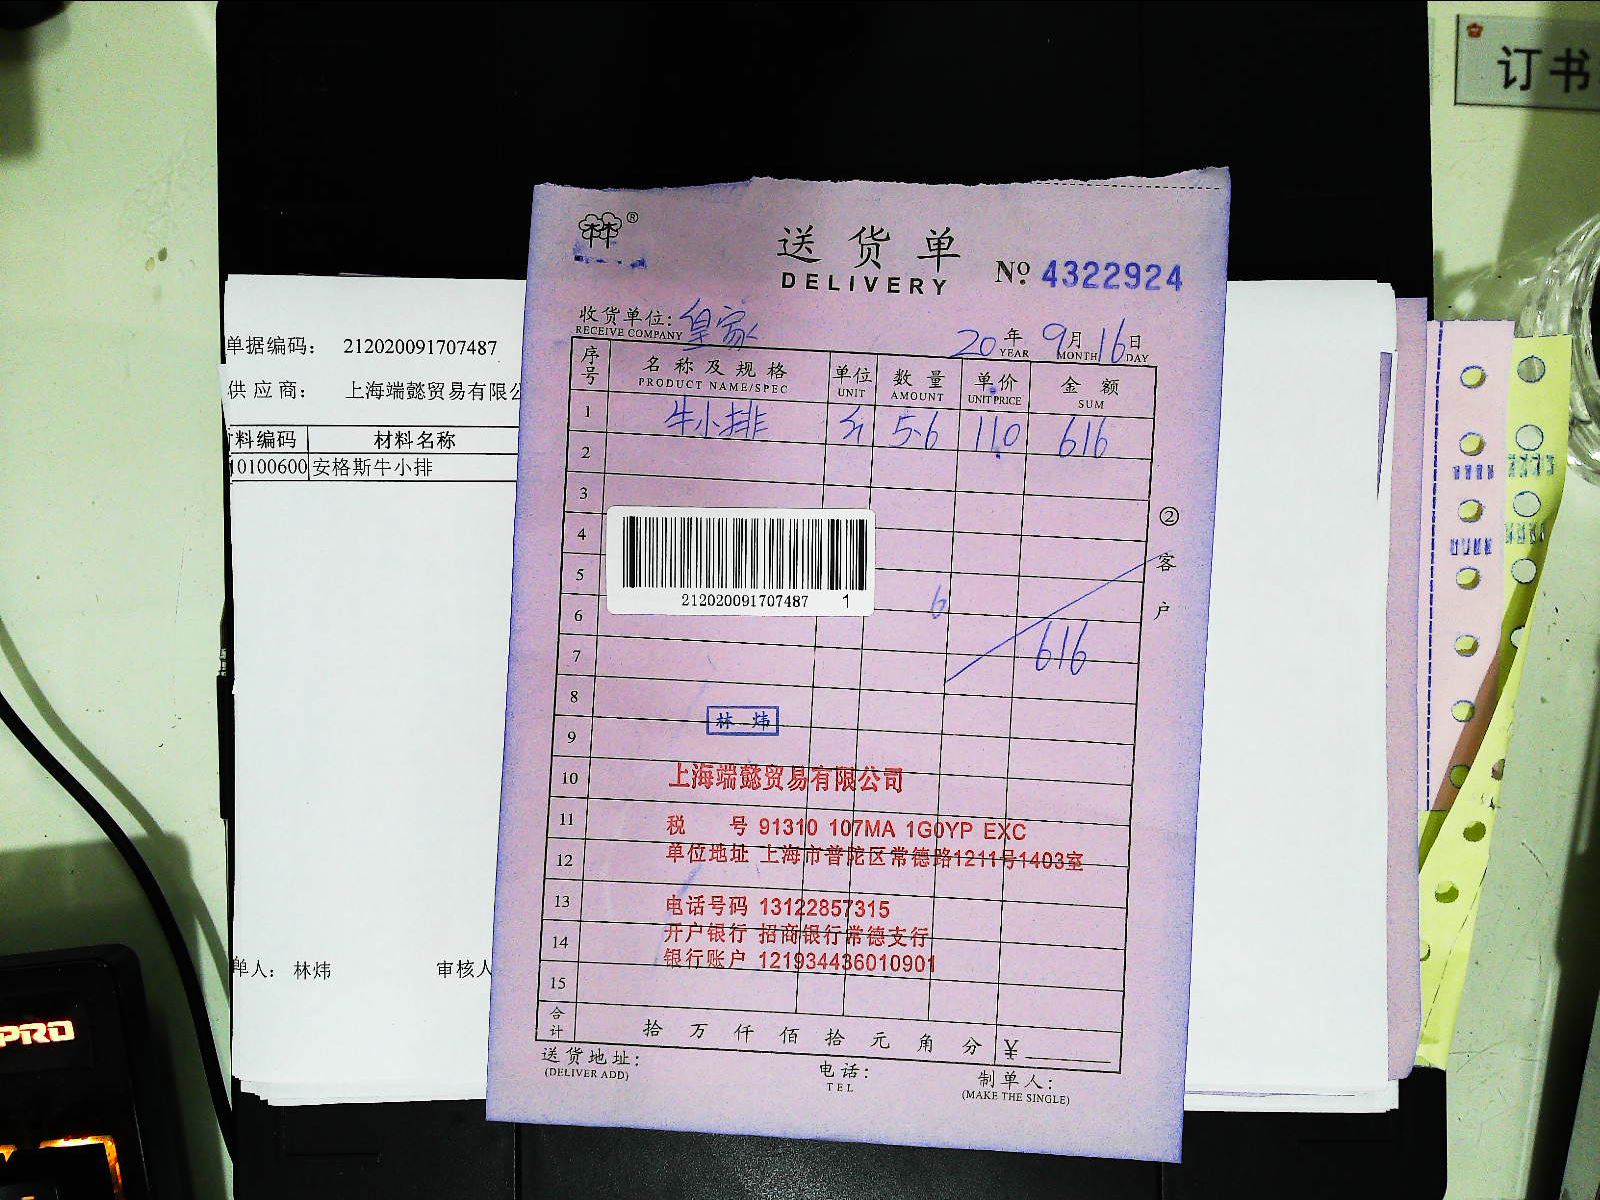 订书
送货单
DELIVERY
No. 4322924
收货单位: 皇家
RECEIVE COMPANY
20年 9月 16日
YEAR MONTH DAY
序号 名称及规格 单位 数量 单价 金额
PRODUCT NAME/SPEC UNIT AMOUNT UNIT PRICE SUM
1 牛小排 斤 5.6 110 616
2
3
4
5
6 6
7 616
8
9
10
11
12
13
14
15
212020091707487 1
②客户
林炜
上海端懿贸易有限公司
税 号 91310 107MA 1G0YP EXC
单位地址 上海市普陀区常德路1211号1403室
电话号码 13122857315
开户银行 招商银行常德支行
银行账户 121934436010901
合计 拾 万 仟 佰 拾 元 角 分 ¥
送货地址:
(DELIVER ADD)
电话:
TEL
制单人:
(MAKE THE SINGLE)
单据编码: 212020091707487
供应商: 上海端懿贸易有限公
料编码 材料名称
10100600 安格斯牛小排
单人: 林炜 审核人
PRO